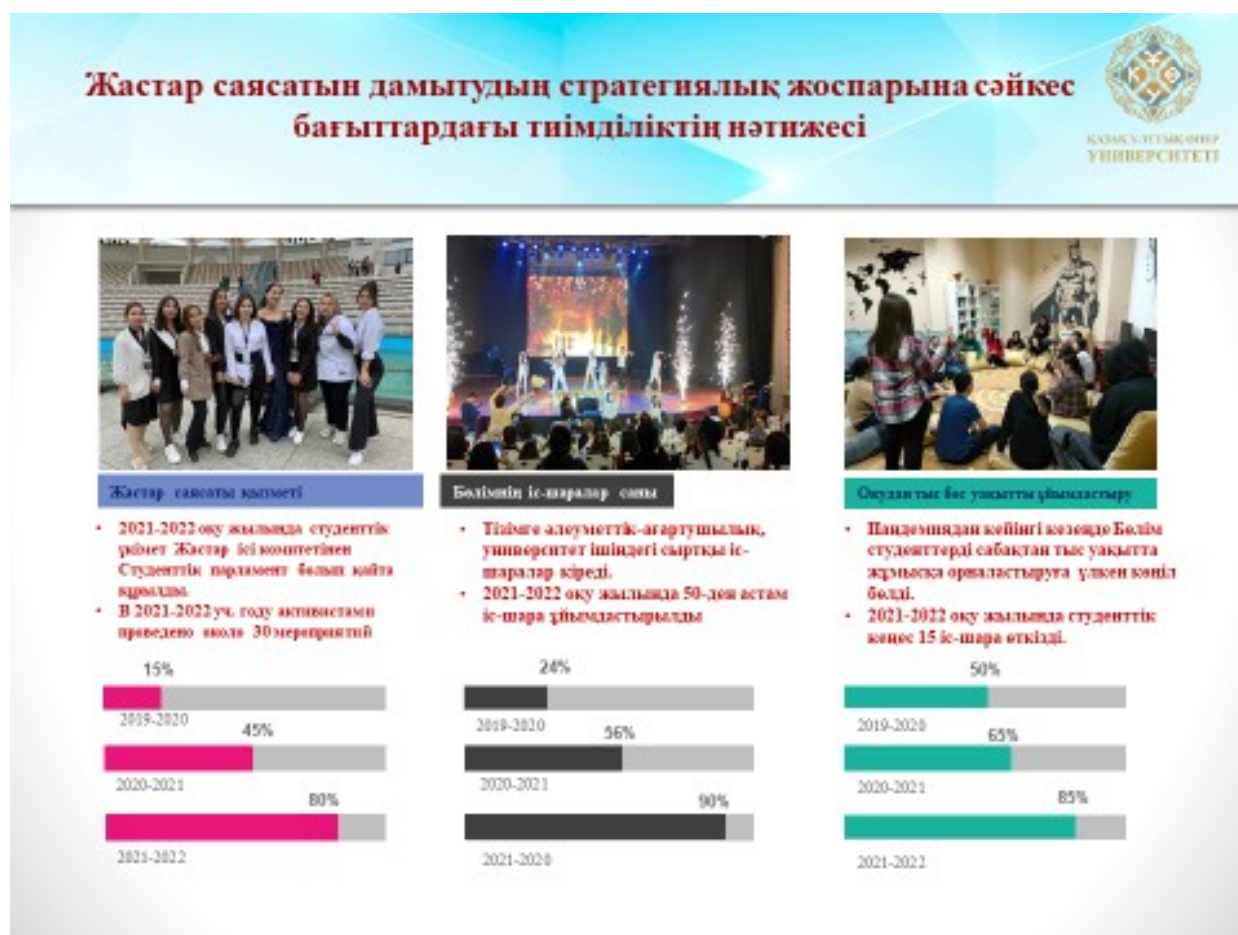 Жастар саясатын дамытудың стратегиялық жоспарына сәйкес
бағыттардағы тиімділіктің нәтижесі
ҚАЗАҚ ҰЛТТЫҚ ӨНЕР
УНИВЕРСИТЕТІ
Жастар саясаты қызметі
• 2021-2022 оқу жылында студенттік
үкімет Жастар ісі комитетінен
Студенттік парламент болып қайта
құрылды.
• В 2021-2022 уч. году активистами
проведено около 30 мероприятий
15%
2019-2020
45%
2020-2021
80%
2021-2022
Бөлімнің іс-шаралар саны
• Тізімге әлеуметтік-ағартушылық,
университет ішіндегі сыртқы іс-
шаралар кіреді.
• 2021-2022 оқу жылында 50-ден астам
іс-шара ұйымдастырылды
24%
2019-2020
56%
2020-2021
90%
2021-2020
Оқудан тыс бос уақытты ұйымдастыру
• Пандемиядан кейінгі кезеңде Бөлім
студенттерді сабақтан тыс уақытта
жұмысқа орналастыруға үлкен көңіл
бөлді.
• 2021-2022 оқу жылында студенттік
кеңес 15 іс-шара өткізді.
50%
2019-2020
65%
2020-2021
85%
2021-2022